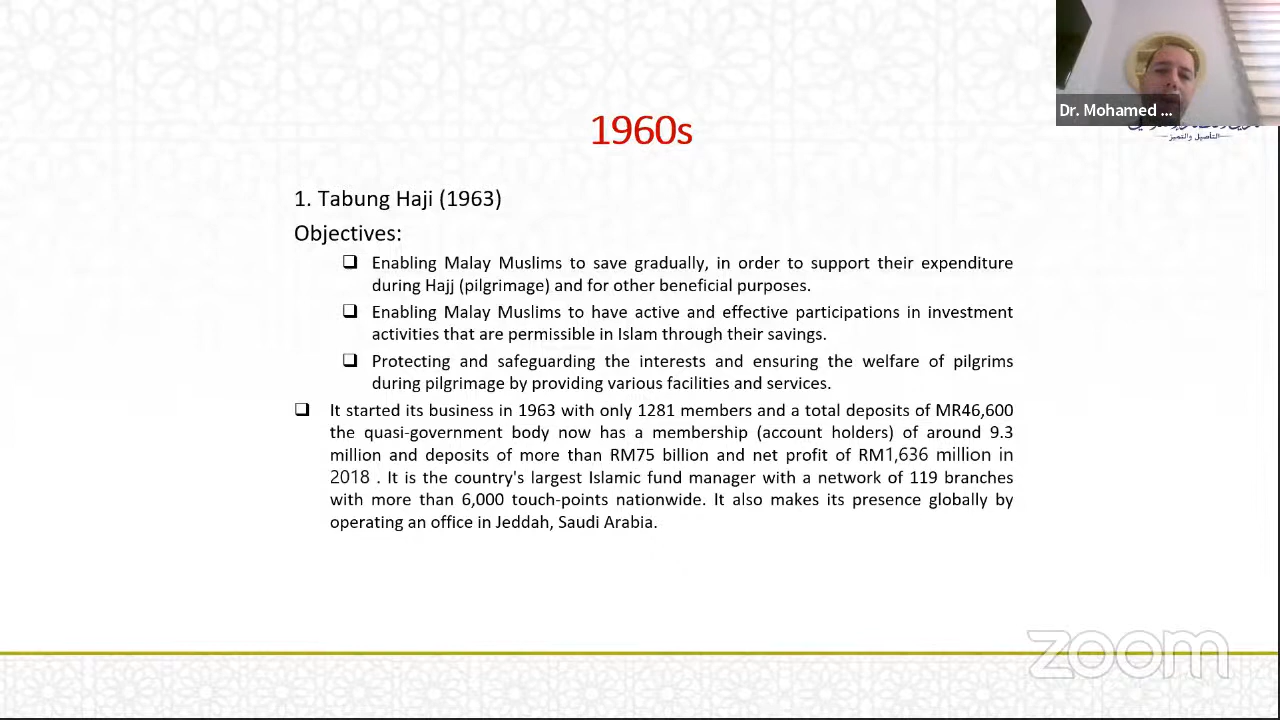 Dr. Mohamed ...
التأصيل والتميز
1960s
1. Tabung Haji (1963)
Objectives:
❑ Enabling Malay Muslims to save gradually, in order to support their expenditure
during Hajj (pilgrimage) and for other beneficial purposes.
❑ Enabling Malay Muslims to have active and effective participations in investment
activities that are permissible in Islam through their savings.
❑ Protecting and safeguarding the interests and ensuring the welfare of pilgrims
during pilgrimage by providing various facilities and services.
❑ It started its business in 1963 with only 1281 members and a total deposits of MR46,600
the quasi-government body now has a membership (account holders) of around 9.3
million and deposits of more than RM75 billion and net profit of RM1,636 million in
2018 . It is the country's largest Islamic fund manager with a network of 119 branches
with more than 6,000 touch-points nationwide. It also makes its presence globally by
operating an office in Jeddah, Saudi Arabia.
zoom